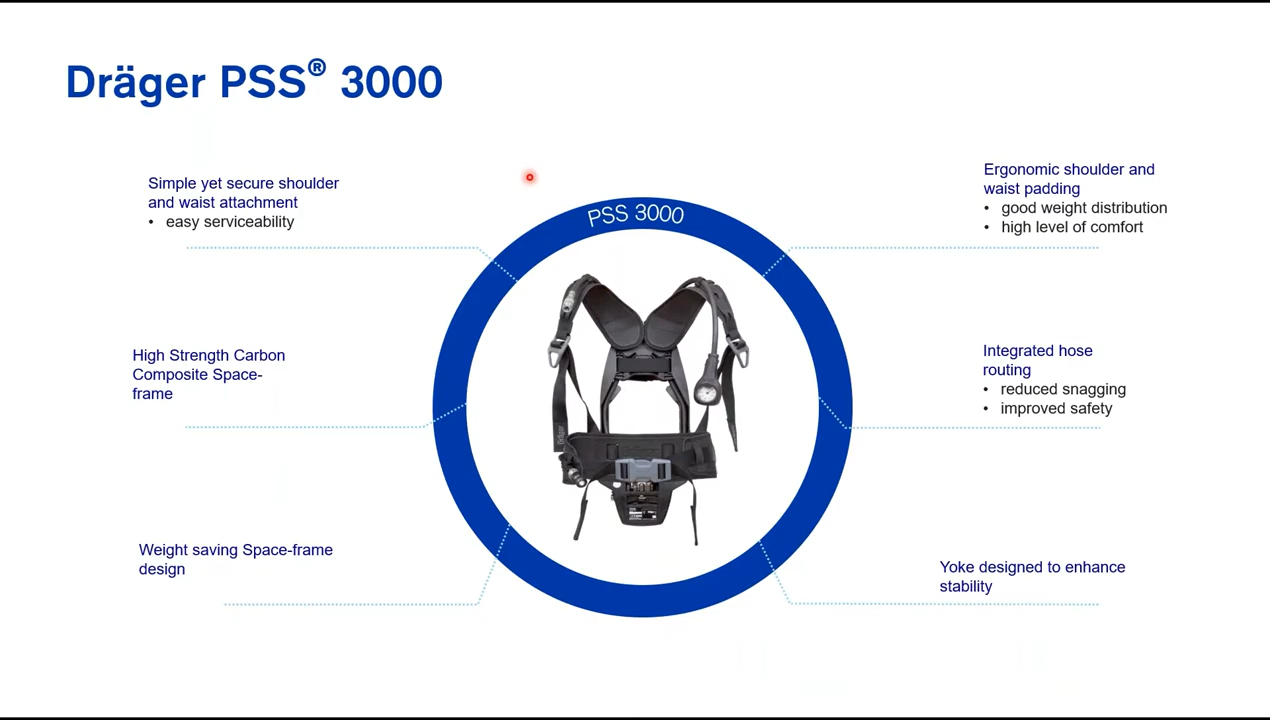 Dräger PSS® 3000
Simple yet secure shoulder
and waist attachment
• easy serviceability
High Strength Carbon
Composite Space-
frame
Weight saving Space-frame
design
PSS 3000
Ergonomic shoulder and
waist padding
• good weight distribution
• high level of comfort
Integrated hose
routing
• reduced snagging
• improved safety
Yoke designed to enhance
stability